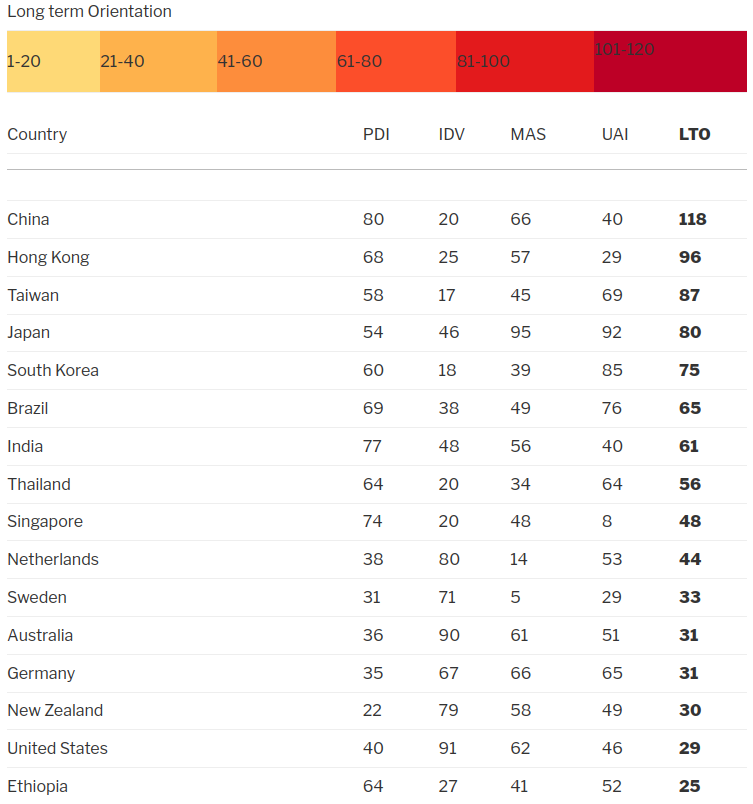 Long term Orientation
1-20 21-40 41-60 61-80 81-100 101-120
Country PDI IDV MAS UAI LTO
China 80 20 66 40 118
Hong Kong 68 25 57 29 96
Taiwan 58 17 45 69 87
Japan 54 46 95 92 80
South Korea 60 18 39 85 75
Brazil 69 38 49 76 65
India 77 48 56 40 61
Thailand 64 20 34 64 56
Singapore 74 20 48 8 48
Netherlands 38 80 14 53 44
Sweden 31 71 5 29 33
Australia 36 90 61 51 31
Germany 35 67 66 65 31
New Zealand 22 79 58 49 30
United States 40 91 62 46 29
Ethiopia 64 27 41 52 25